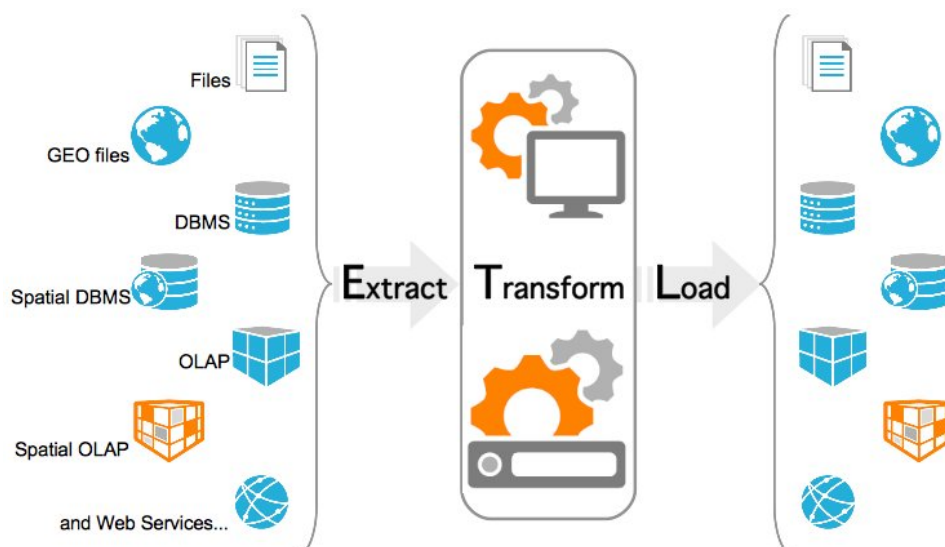 Files
GEO files
DBMS
Spatial DBMS
Extract
Transform
Load
OLAP
Spatial OLAP
and Web Services...